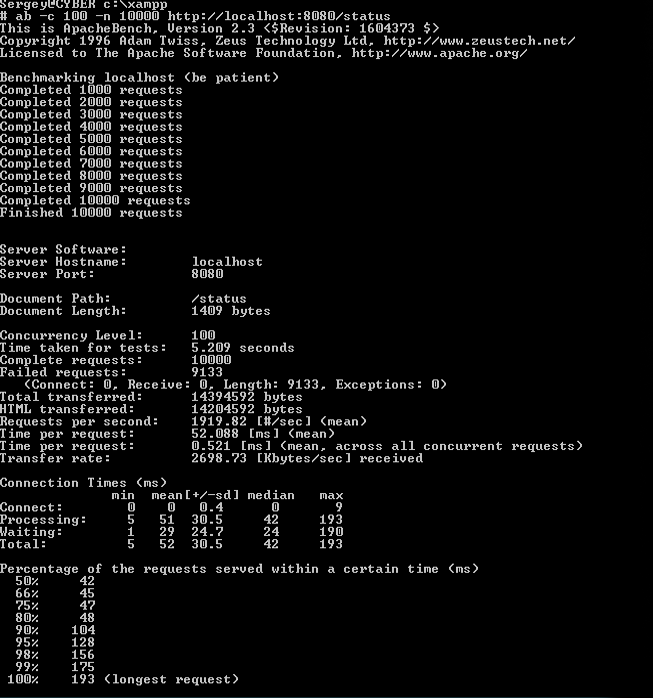 Sergey@CYBER c:\xampp
# ab -c 100 -n 10000 http://localhost:8080/status
This is ApacheBench, Version 2.3 <$Revision: 1604373 $>
Copyright 1996 Adam Twiss, Zeus Technology Ltd, http://www.zeustech.net/
Licensed to The Apache Software Foundation, http://www.apache.org/

Benchmarking localhost (be patient)
Completed 1000 requests
Completed 2000 requests
Completed 3000 requests
Completed 4000 requests
Completed 5000 requests
Completed 6000 requests
Completed 7000 requests
Completed 8000 requests
Completed 9000 requests
Completed 10000 requests
Finished 10000 requests


Server Software:
Server Hostname:        localhost
Server Port:            8080

Document Path:          /status
Document Length:        1409 bytes

Concurrency Level:      100
Time taken for tests:   5.209 seconds
Complete requests:      10000
Failed requests:        9133
   (Connect: 0, Receive: 0, Length: 9133, Exceptions: 0)
Total transferred:      14394592 bytes
HTML transferred:       14204592 bytes
Requests per second:    1919.82 [#/sec] (mean)
Time per request:       52.088 [ms] (mean)
Time per request:       0.521 [ms] (mean, across all concurrent requests)
Transfer rate:          2698.73 [Kbytes/sec] received

Connection Times (ms)
              min  mean[+/-sd] median   max
Connect:        0    0   0.4      0       9
Processing:     5   51  30.5     42     193
Waiting:        1   29  24.7     24     190
Total:          5   52  30.5     42     193

Percentage of the requests served within a certain time (ms)
  50%     42
  66%     45
  75%     47
  80%     48
  90%    104
  95%    128
  98%    156
  99%    175
 100%    193 (longest request)